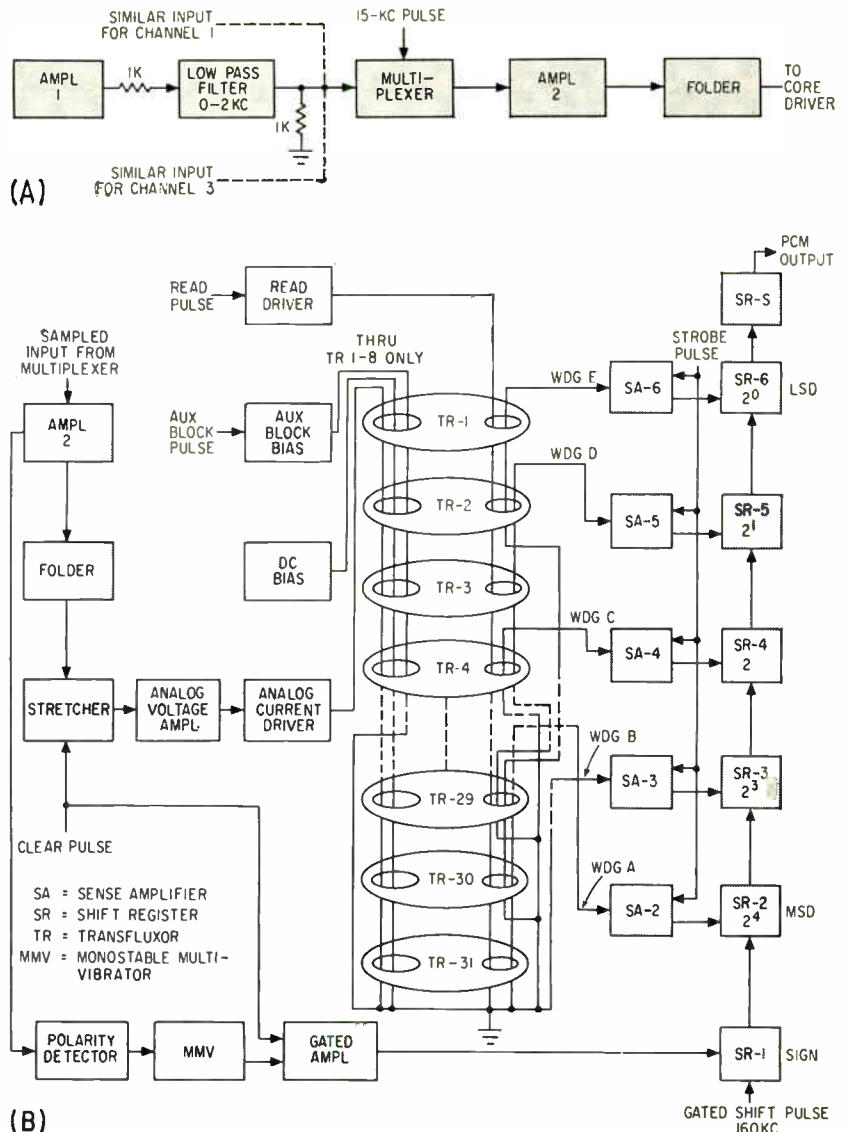 SIMILAR INPUT
FOR CHANNEL 1
15-KC PULSE
AMPL
1
1K
LOW PASS
FILTER
0-2KC
1K
MULTI-
PLEXER
AMPL
2
FOLDER
TO
CORE
DRIVER
SIMILAR INPUT
FOR CHANNEL 3
(A)
PCM
OUTPUT
READ
PULSE
READ
DRIVER
SR-S
SAMPLED
INPUT FROM
MULTIPLEXER
THRU
TR 1-8 ONLY
STROBE
PULSE
AMPL
2
AUX
BLOCK
PULSE
AUX
BLOCK
BIAS
TR-1
WDG E
SA-6
SR-6
2⁰
LSD
TR-2
WDG D
SA-5
SR-5
2¹
FOLDER
DC
BIAS
TR-3
TR-4
WDG C
SA-4
SR-4
2
STRETCHER
ANALOG
VOLTAGE
AMPL
ANALOG
CURRENT
DRIVER
WDG B
TR-29
SA-3
SR-3
2³
CLEAR PULSE
WDG A
TR-30
SA-2
SR-2
2⁴
MSD
SA = SENSE AMPLIFIER
SR = SHIFT REGISTER
TR = TRANSFLUXOR
MMV = MONOSTABLE MULTI-
VIBRATOR
TR-31
POLARITY
DETECTOR
MMV
GATED
AMPL
SR-1
SIGN
(B)
GATED SHIFT PULSE
160KC